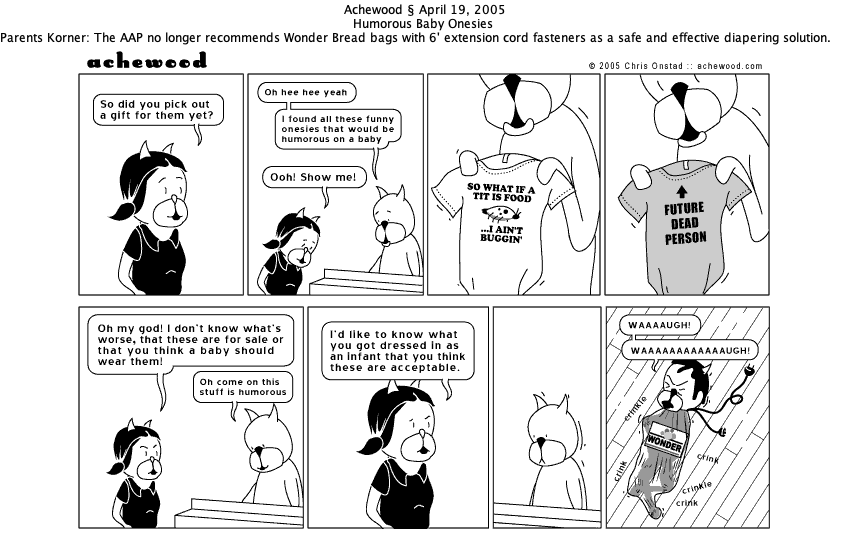 Achewood § April 19, 2005
Humorous Baby Onesies
Parents Korner: The AAP no longer recommends Wonder Bread bags with 6' extension cord fasteners as a safe and effective diapering solution.
achewood
© 2005 Chris Onstad :: achewood.com
So did you pick out
a gift for them yet?
Oh hee hee yeah
I found all these funny
onesies that would be
humorous on a baby
Ooh! Show me!
SO WHAT IF A
TIT IS FOOD
...I AIN'T
BUGGIN'
FUTURE
DEAD
PERSON
Oh my god! I don't know what's
worse, that these are for sale or
that you think a baby should
wear them!
Oh come on this
stuff is humorous
I'd like to know what
you got dressed in as
an infant that you think
these are acceptable.
WAAAAUGH!
WAAAAAAAAAAAAUGH!
crinkle
WONDER
crink
crink
crinkle
crink